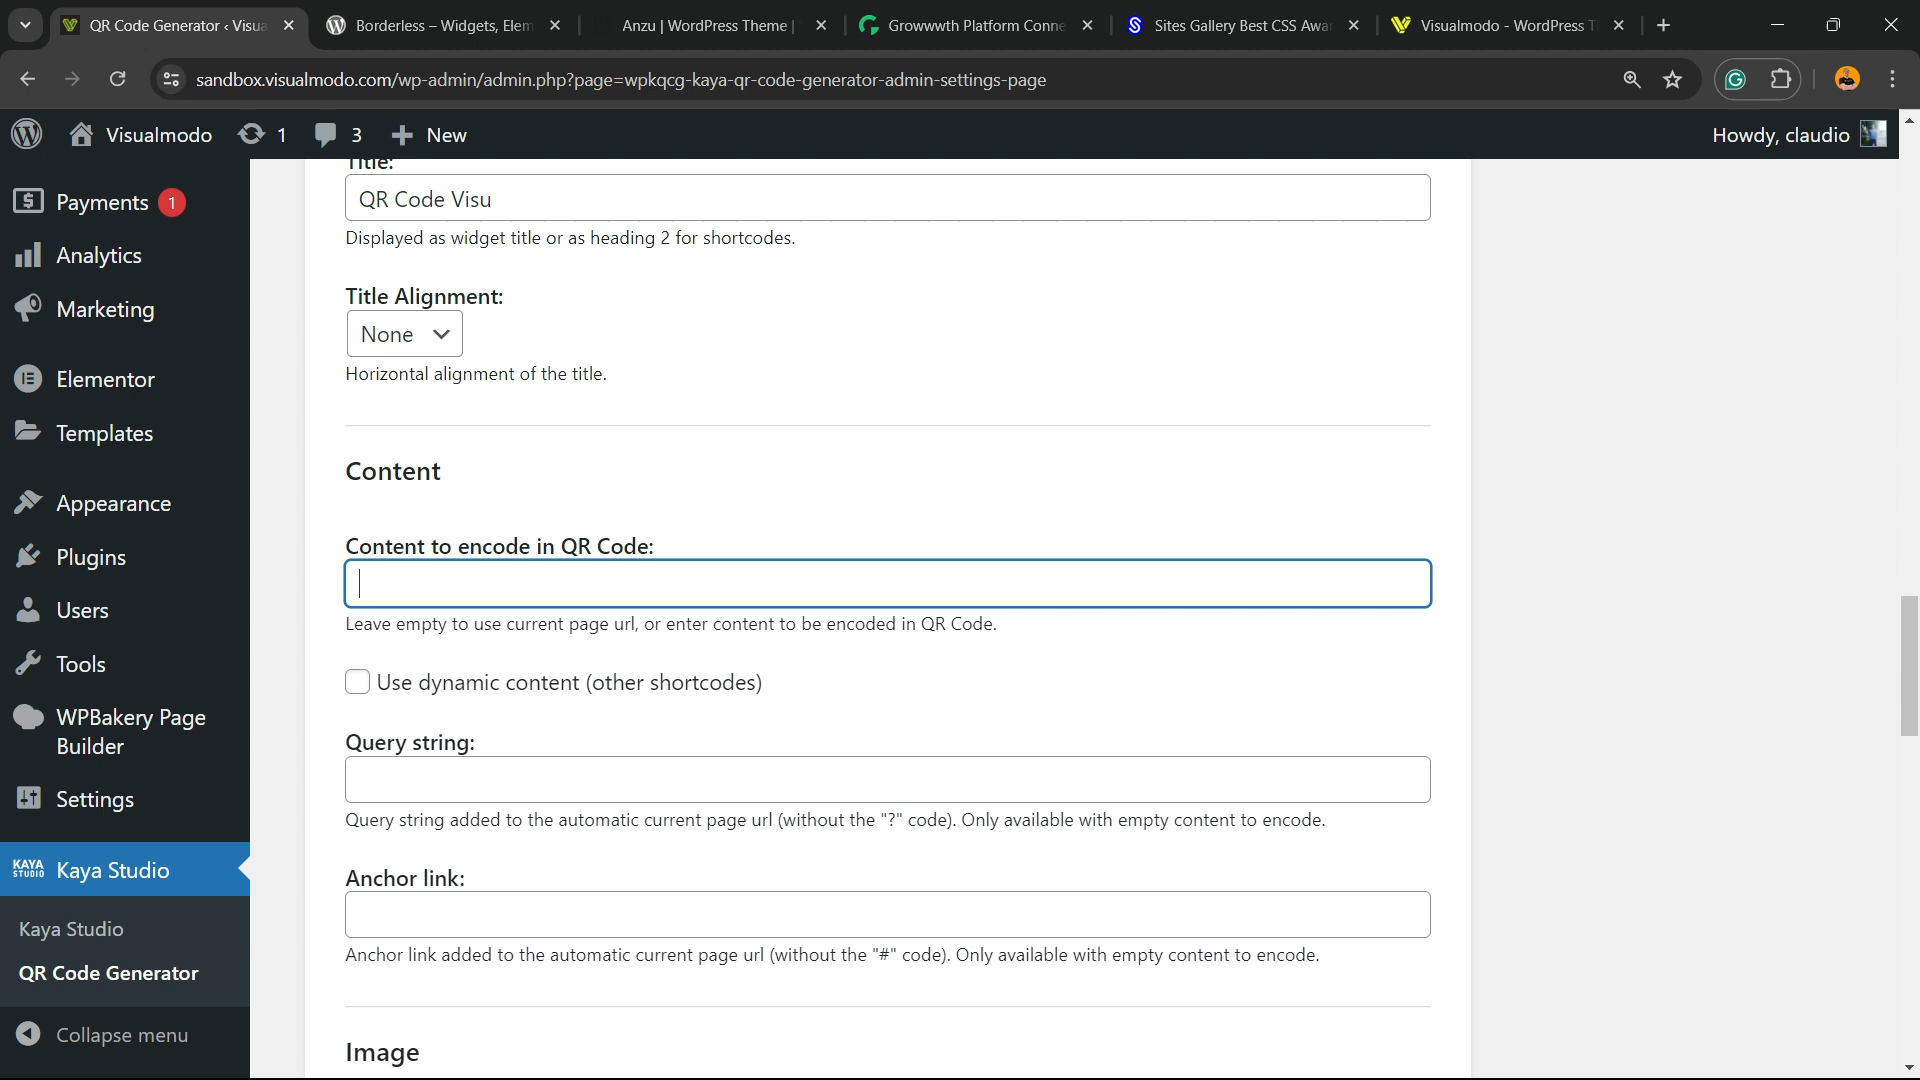 QR Code Generator ‹ Visua
Borderless – Widgets, Elem
Anzu | WordPress Theme |
Growwwth Platform Conne
Sites Gallery Best CSS Awa
Visualmodo - WordPress T
sandbox.visualmodo.com/wp-admin/admin.php?page=wpkqcg-kaya-qr-code-generator-admin-settings-page
Visualmodo
1
3
New
Howdy, claudio
Payments 1
Analytics
Marketing
Elementor
Templates
Appearance
Plugins
Users
Tools
WPBakery Page
Builder
Settings
KAYA
STUDIO
Kaya Studio
Kaya Studio
QR Code Generator
Collapse menu
Title:
QR Code Visu
Displayed as widget title or as heading 2 for shortcodes.
Title Alignment:
None
Horizontal alignment of the title.
Content
Content to encode in QR Code:
Leave empty to use current page url, or enter content to be encoded in QR Code.
Use dynamic content (other shortcodes)
Query string:
Query string added to the automatic current page url (without the "?" code). Only available with empty content to encode.
Anchor link:
Anchor link added to the automatic current page url (without the "#" code). Only available with empty content to encode.
Image